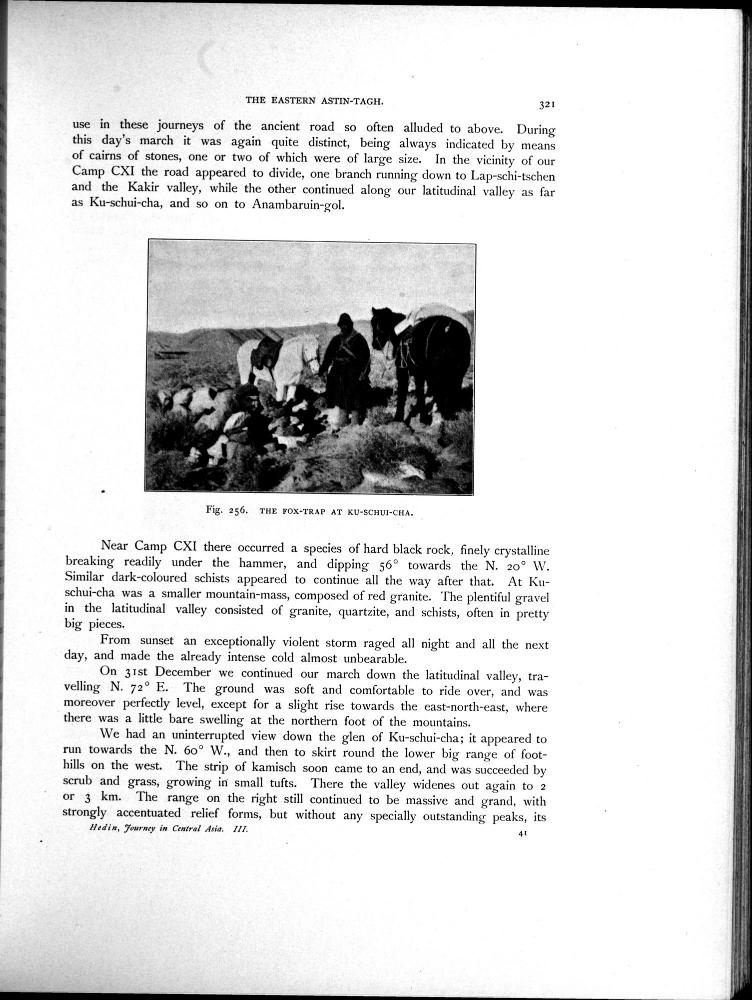 THE EASTERN ASTIN-TAGH. 321
use in these journeys of the ancient road so often alluded to above. During
this day's march it was again quite distinct, being always indicated by means
of cairns of stones, one or two of which were of large size. In the vicinity of our
Camp CXI the road appeared to divide, one branch running down to Lap-schi-tschen
and the Kakir valley, while the other continued along our latitudinal valley as far
as Ku-schui-cha, and so on to Anambaruin-gol.
Fig. 256. THE FOX-TRAP AT KU-SCHUI-CHA.
Near Camp CXI there occurred a species of hard black rock, finely crystalline
breaking readily under the hammer, and dipping 56° towards the N. 20° W.
Similar dark-coloured schists appeared to continue all the way after that. At Ku-
schui-cha was a smaller mountain-mass, composed of red granite. The plentiful gravel
in the latitudinal valley consisted of granite, quartzite, and schists, often in pretty
big pieces.
From sunset an exceptionally violent storm raged all night and all the next
day, and made the already intense cold almost unbearable.
On 31st December we continued our march down the latitudinal valley, tra-
velling N. 72° E. The ground was soft and comfortable to ride over, and was
moreover perfectly level, except for a slight rise towards the east-north-east, where
there was a little bare swelling at the northern foot of the mountains.
We had an uninterrupted view down the glen of Ku-schui-cha; it appeared to
run towards the N. 60° W., and then to skirt round the lower big range of foot-
hills on the west. The strip of kamisch soon came to an end, and was succeeded by
scrub and grass, growing in small tufts. There the valley widenes out again to 2
or 3 km. The range on the right still continued to be massive and grand, with
strongly accentuated relief forms, but without any specially outstanding peaks, its
Hedin, Journey in Central Asia. III. 41